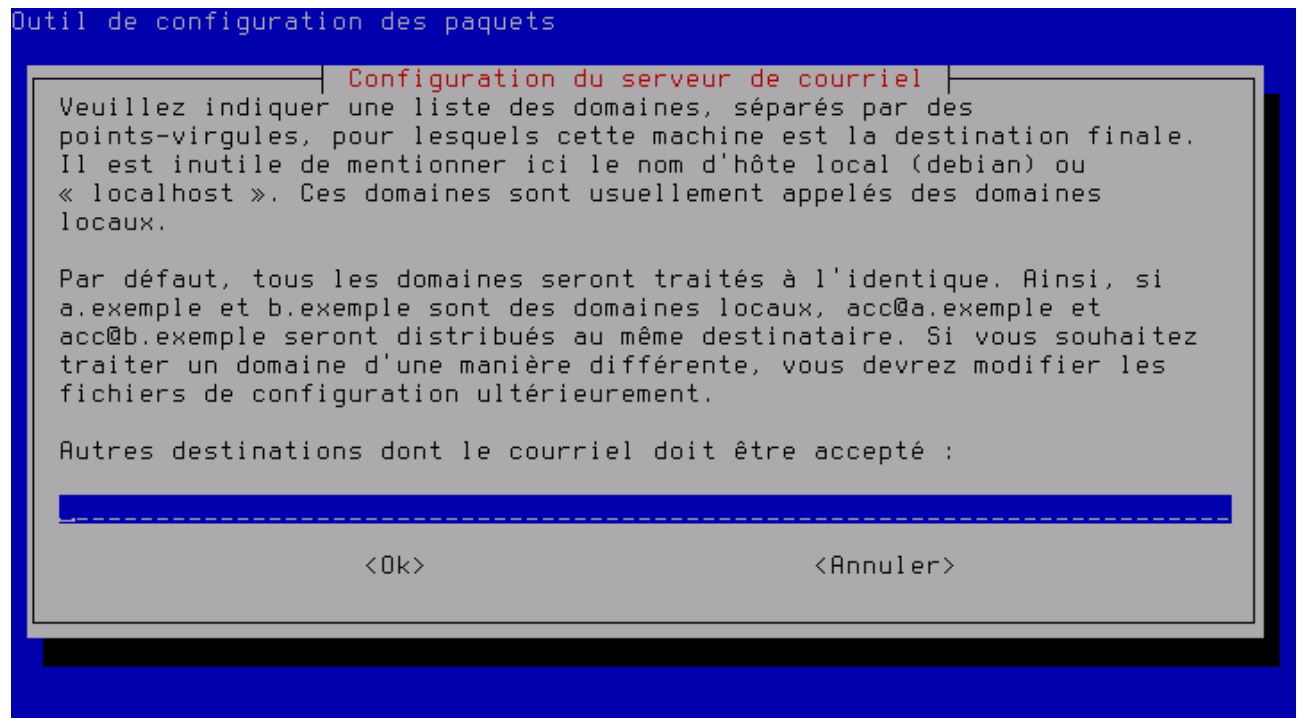 Outil de configuration des paquets
Configuration du serveur de courriel
Veuillez indiquer une liste des domaines, séparés par des
points-virgules, pour lesquels cette machine est la destination finale.
Il est inutile de mentionner ici le nom d'hôte local (debian) ou
« localhost ». Ces domaines sont usuellement appelés des domaines
locaux.
Par défaut, tous les domaines seront traités à l'identique. Ainsi, si
a.exemple et b.exemple sont des domaines locaux, acc@a.exemple et
acc@b.exemple seront distribués au même destinataire. Si vous souhaitez
traiter un domaine d'une manière différente, vous devrez modifier les
fichiers de configuration ultérieurement.
Autres destinations dont le courriel doit être accepté :
<Ok> <Annuler>